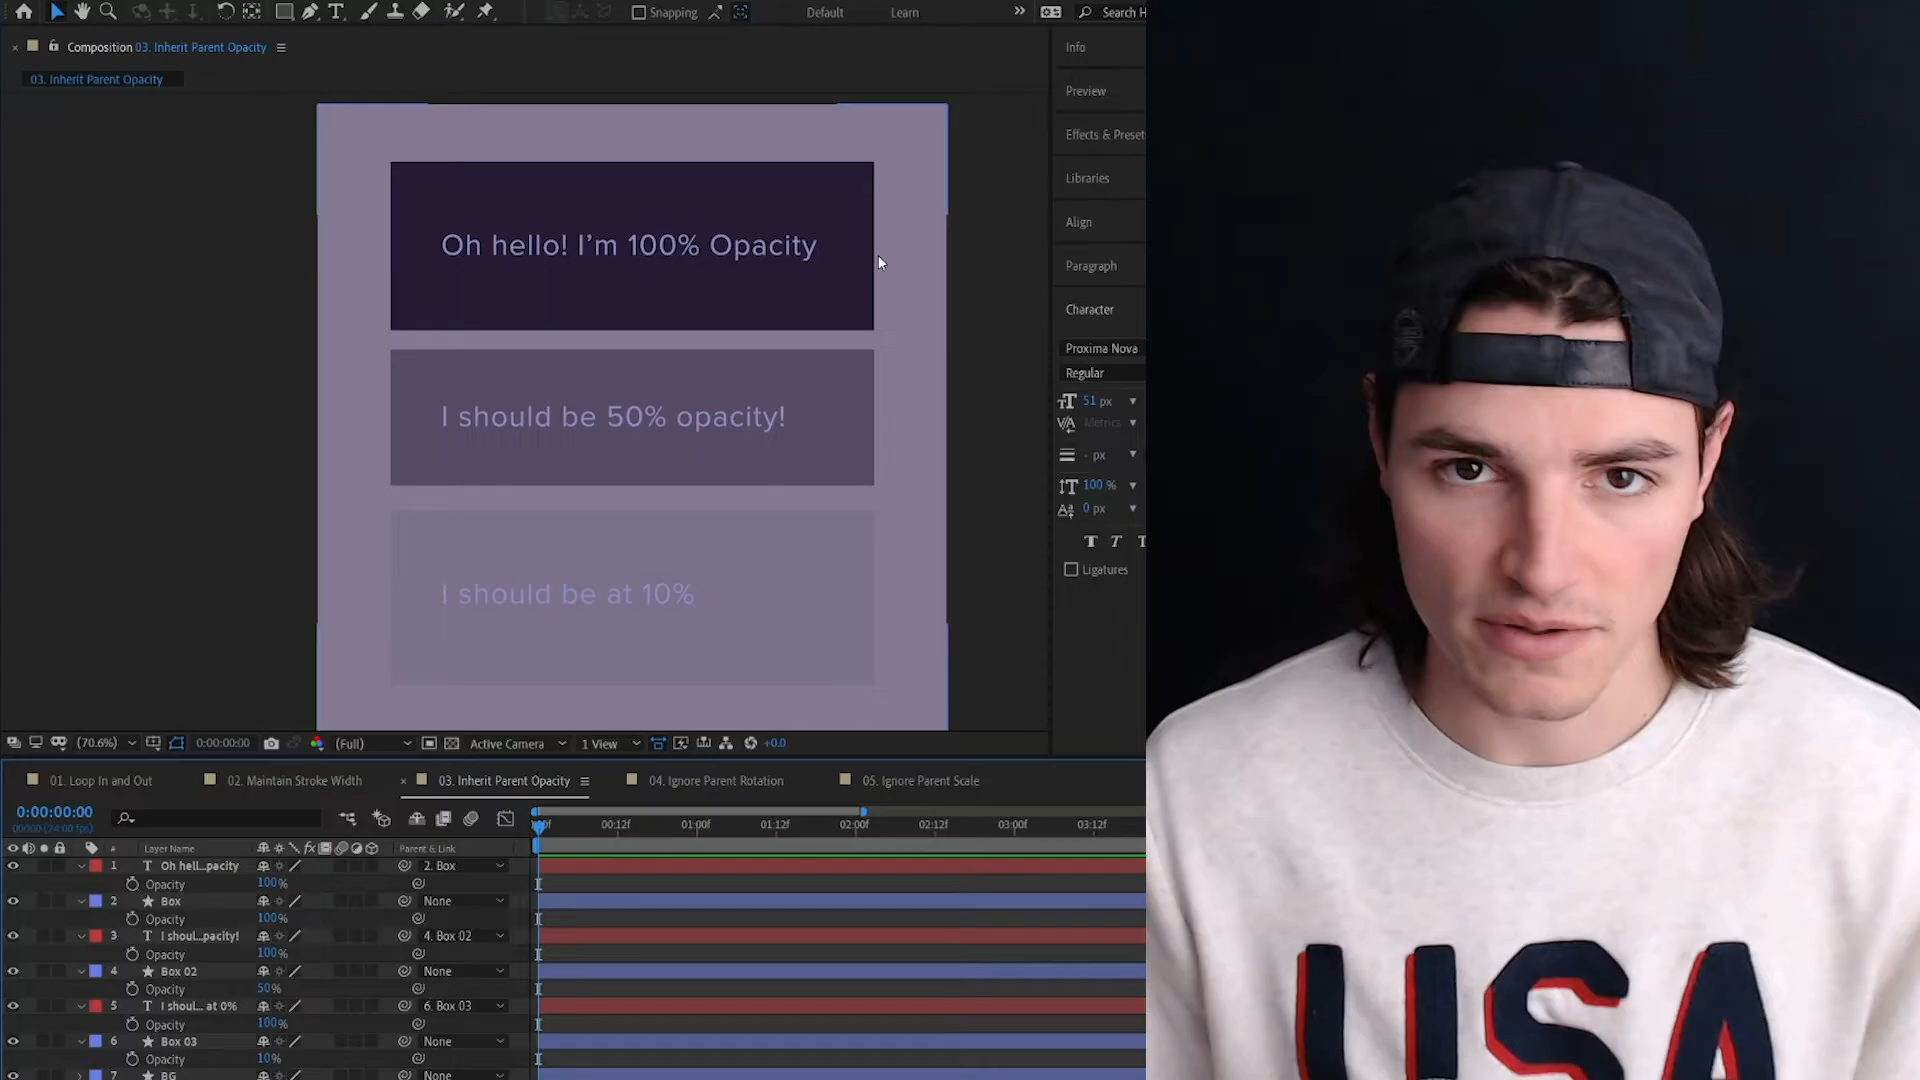 Snapping
Default
Learn
Search H
Composition 03. Inherit Parent Opacity
03. Inherit Parent Opacity
Info
Preview
Effects & Preset
Libraries
Align
Paragraph
Character
Proxima Nova
Regular
51 px
Metrics
- px
100 %
0 px
T T T
Ligatures
Oh hello! I'm 100% Opacity
I should be 50% opacity!
I should be at 10%
(70.6%)
0:00:00:00
(Full)
Active Camera
1 View
+0.0
01. Loop In and Out
02. Maintain Stroke Width
03. Inherit Parent Opacity
04. Ignore Parent Rotation
05. Ignore Parent Scale
0:00:00:00
00000 (24.00 fps)
00:12f
01:00f
01:12f
02:00f
02:12f
03:00f
03:12f
#
Layer Name
Parent & Link
1 T Oh hell...pacity 2. Box
Opacity 100%
2 Box None
Opacity 100%
3 T I shoul...pacity! 4. Box 02
Opacity 100%
4 Box 02 None
Opacity 50%
5 T I shoul... at 0% 6. Box 03
Opacity 100%
6 Box 03 None
Opacity 10%
7 BG None
USA